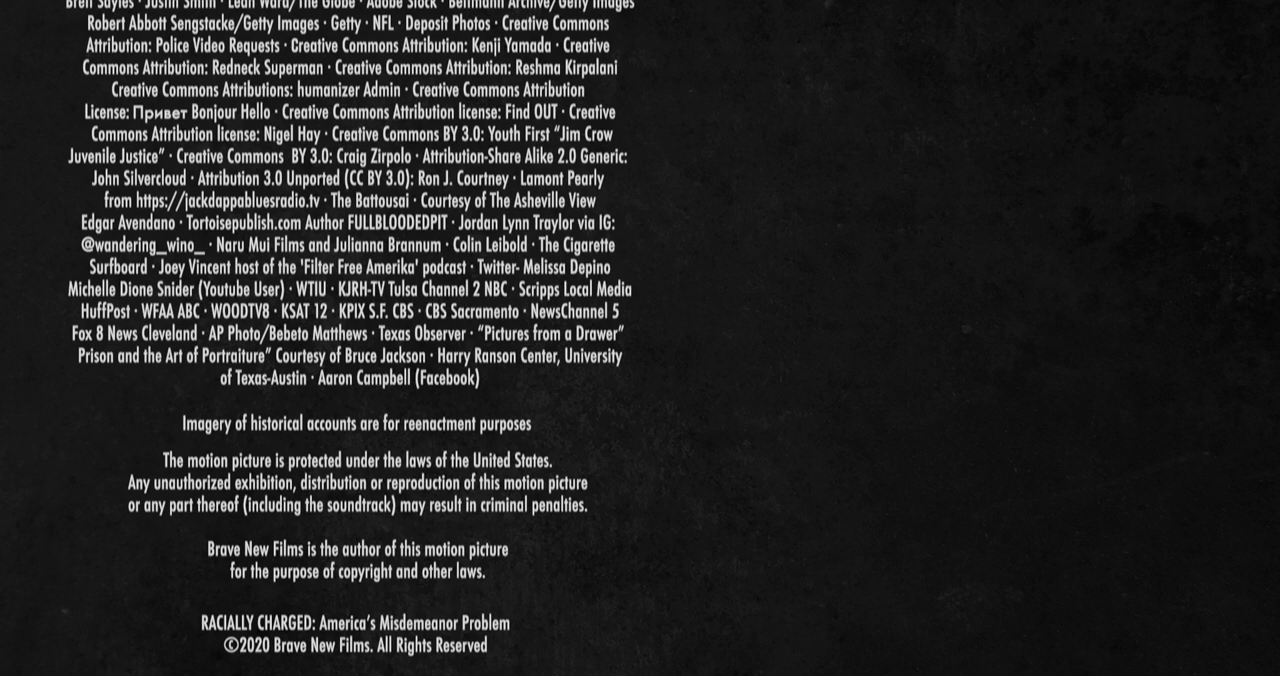 Brett Sayles · Justin Smith · Leah Ward/The Globe · Adobe Stock · Bettmann Archive/Getty Images
Robert Abbott Sengstacke/Getty Images · Getty · NFL · Deposit Photos · Creative Commons
Attribution: Police Video Requests · Creative Commons Attribution: Kenji Yamada · Creative
Commons Attribution: Redneck Superman · Creative Commons Attribution: Reshma Kirpalani
Creative Commons Attributions: humanizer Admin · Creative Commons Attribution
License: Привет Bonjour Hello · Creative Commons Attribution license: Find OUT · Creative
Commons Attribution license: Nigel Hay · Creative Commons BY 3.0: Youth First “Jim Crow
Juvenile Justice” · Creative Commons  BY 3.0: Craig Zirpolo · Attribution-Share Alike 2.0 Generic:
John Silvercloud · Attribution 3.0 Unported (CC BY 3.0): Ron J. Courtney · Lamont Pearly
from https://jackdappabluesradio.tv · The Battousai · Courtesy of The Asheville View
Edgar Avendano · Tortoisepublish.com Author FULLBLOODEDPIT · Jordan Lynn Traylor via IG:
@wandering_wino_ · Naru Mui Films and Julianna Brannum · Colin Leibold · The Cigarette
Surfboard · Joey Vincent host of the 'Filter Free Amerika' podcast · Twitter- Melissa Depino
Michelle Dione Snider (Youtube User) · WTIU · KJRH-TV Tulsa Channel 2 NBC · Scripps Local Media
HuffPost · WFAA ABC · WOODTV8 · KSAT 12 · KPIX S.F. CBS · CBS Sacramento · NewsChannel 5
Fox 8 News Cleveland · AP Photo/Bebeto Matthews · Texas Observer · “Pictures from a Drawer”
Prison and the Art of Portraiture” Courtesy of Bruce Jackson · Harry Ranson Center, University
of Texas-Austin · Aaron Campbell (Facebook)
Imagery of historical accounts are for reenactment purposes
The motion picture is protected under the laws of the United States.
Any unauthorized exhibition, distribution or reproduction of this motion picture
or any part thereof (including the soundtrack) may result in criminal penalties.
Brave New Films is the author of this motion picture
for the purpose of copyright and other laws.
RACIALLY CHARGED: America’s Misdemeanor Problem
©2020 Brave New Films. All Rights Reserved